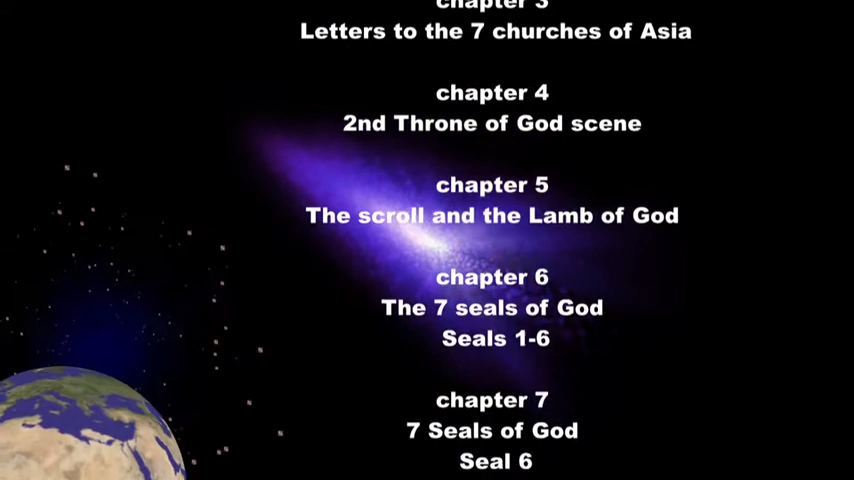 chapter 3
Letters to the 7 churches of Asia
chapter 4
2nd Throne of God scene
chapter 5
The scroll and the Lamb of God
chapter 6
The 7 seals of God
Seals 1-6
chapter 7
7 Seals of God
Seal 6